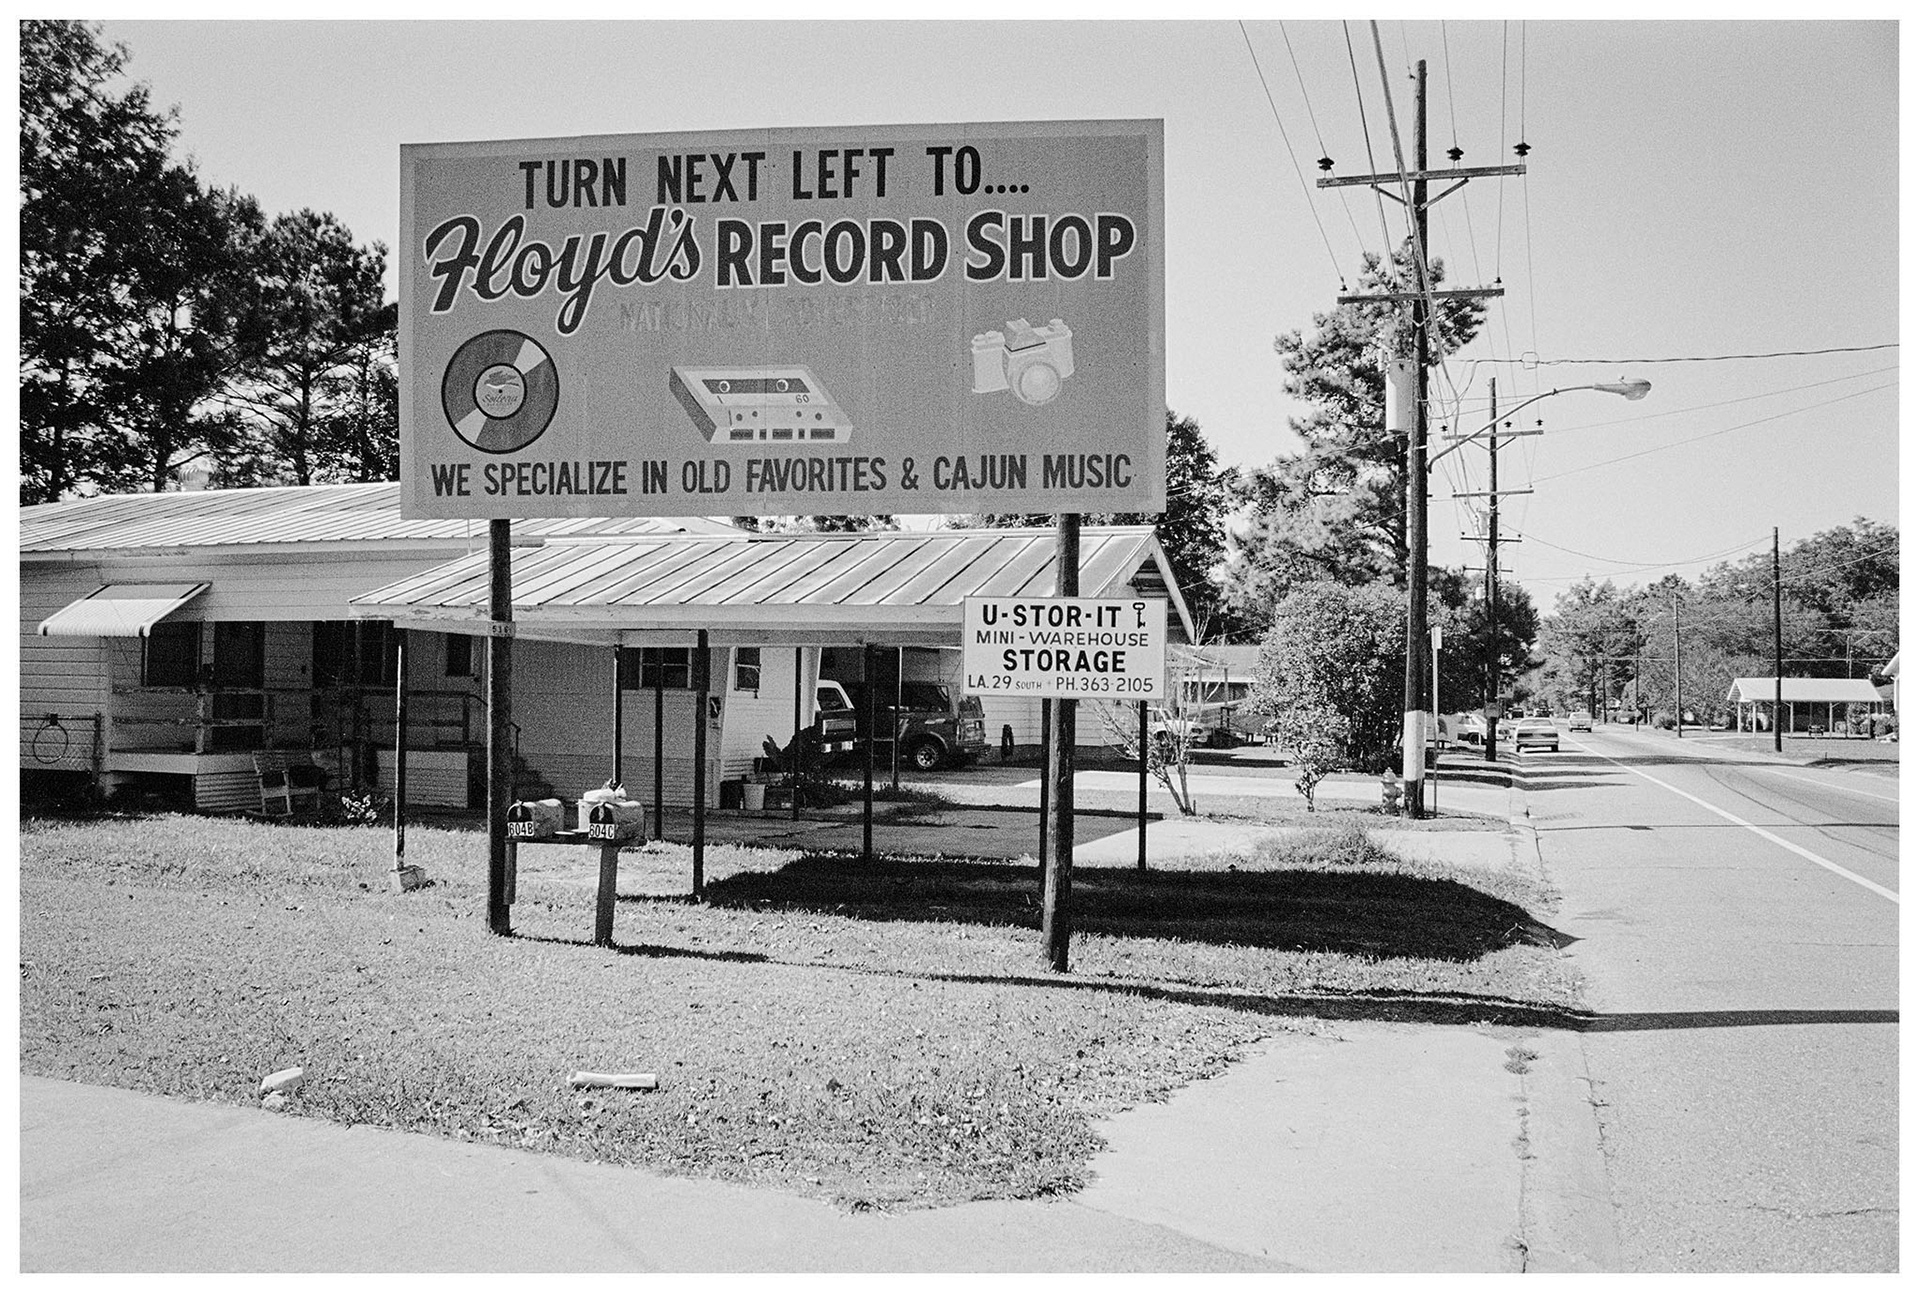 TURN NEXT LEFT TO....
Floyd's RECORD SHOP
60
WE SPECIALIZE IN OLD FAVORITES & CAJUN MUSIC
U-STOR-IT
MINI-WAREHOUSE
STORAGE
LA. 29 SOUTH PH. 363-2105
604B
604C